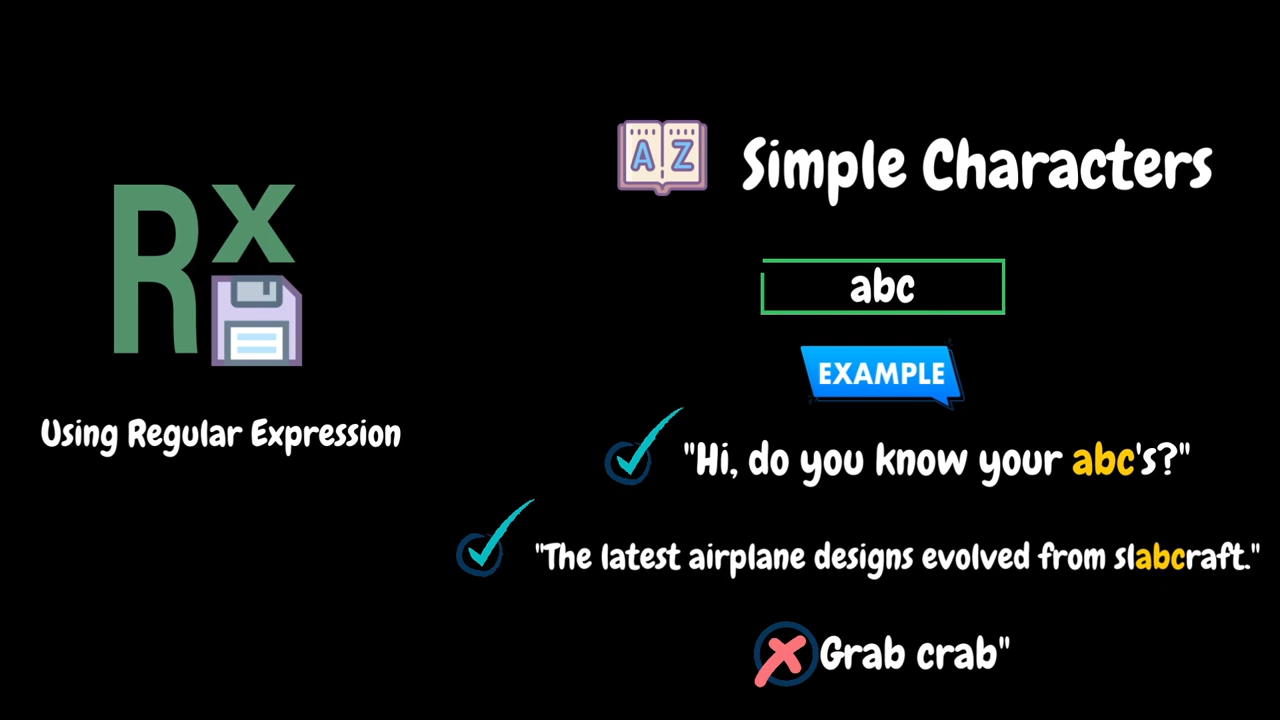 Rx
Using Regular Expression
A Z
Simple Characters
abc
EXAMPLE
"Hi, do you know your abc's?"
"The latest airplane designs evolved from slabcraft."
Grab crab"